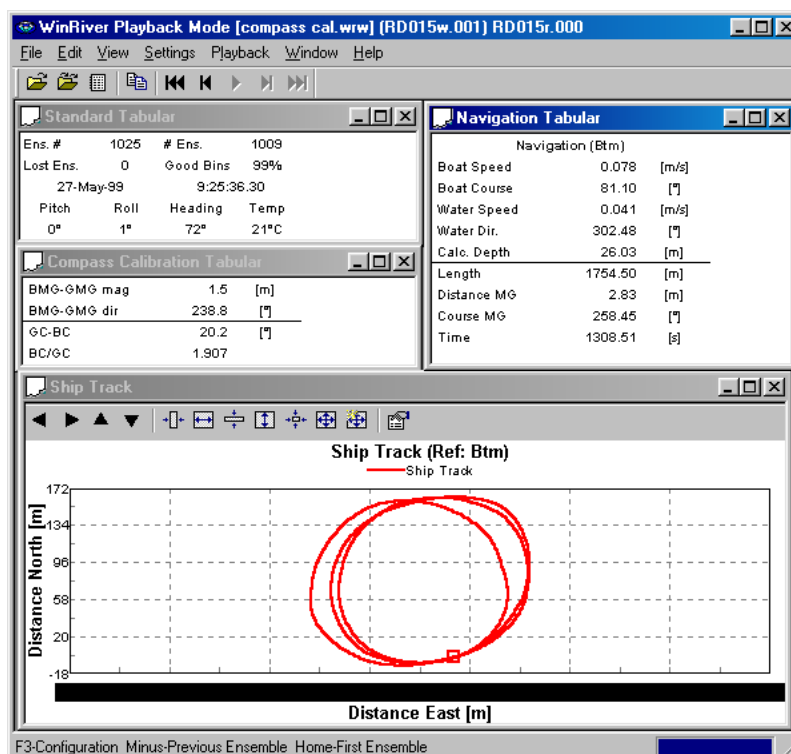 WinRiver Playback Mode [compass cal.wrw] (RD015w.001) RD015r.000
File Edit View Settings Playback Window Help
Standard Tabular
Ens. # 1025 # Ens. 1009
Lost Ens. 0 Good Bins 99%
27-May-99 9:25:36.30
Pitch Roll Heading Temp
0° 1° 72° 21°C
Compass Calibration Tabular
BMG-GMG mag 1.5 [m]
BMG-GMG dir 238.8 [°]
GC-BC 20.2 [°]
BC/GC 1.907
Navigation Tabular
Navigation (Btm)
Boat Speed 0.078 [m/s]
Boat Course 81.10 [°]
Water Speed 0.041 [m/s]
Water Dir. 302.48 [°]
Calc. Depth 26.03 [m]
Length 1754.50 [m]
Distance MG 2.83 [m]
Course MG 258.45 [°]
Time 1308.51 [s]
Ship Track
Ship Track (Ref: Btm)
Ship Track
Distance North [m]
172
134
96
58
20
-18
Distance East [m]
F3-Configuration Minus-Previous Ensemble Home-First Ensemble